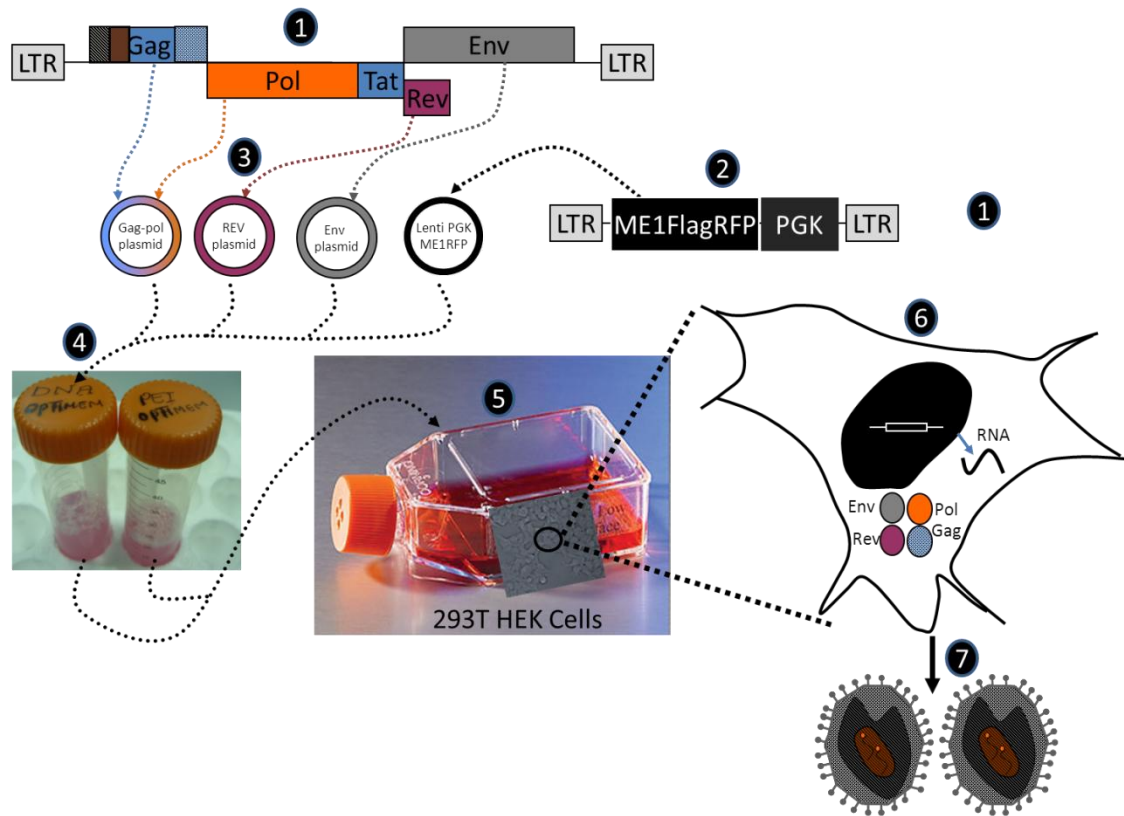 1
LTR
Gag
Env
LTR
Pol
Tat
Rev
3
2
1
LTR
ME1FlagRFP
PGK
LTR
Gag-pol
plasmid
REV
plasmid
Env
plasmid
Lenti PGK
ME1RFP
4
DNA
OPTIMEM
PEI
OPTIMEM
5
293T HEK Cells
6
RNA
Env
Pol
Rev
Gag
7